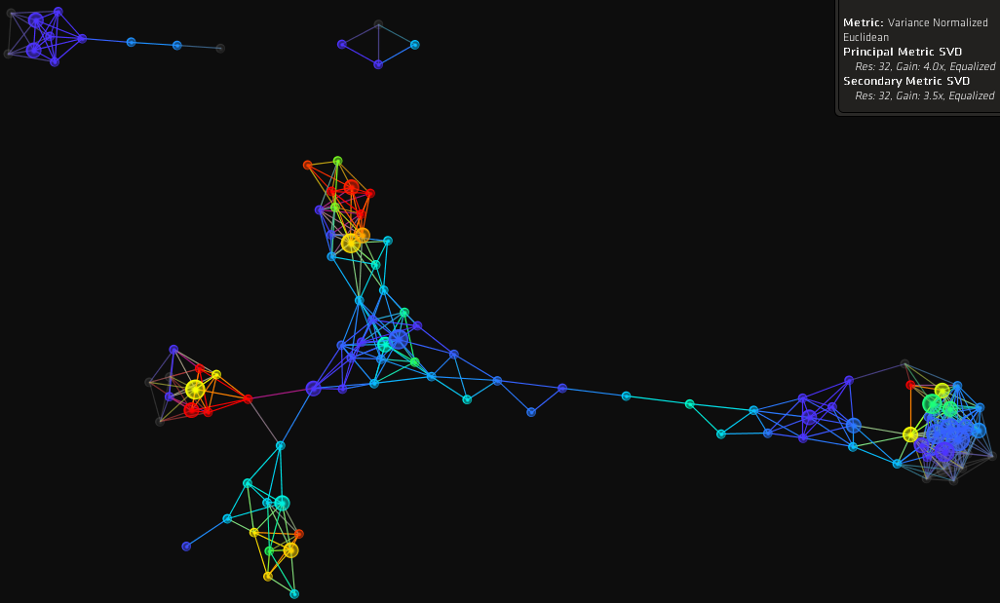 Metric: Variance Normalized
Euclidean
Principal Metric SVD
Res: 32, Gain: 4.0x, Equalized
Secondary Metric SVD
Res: 32, Gain: 3.5x, Equalized